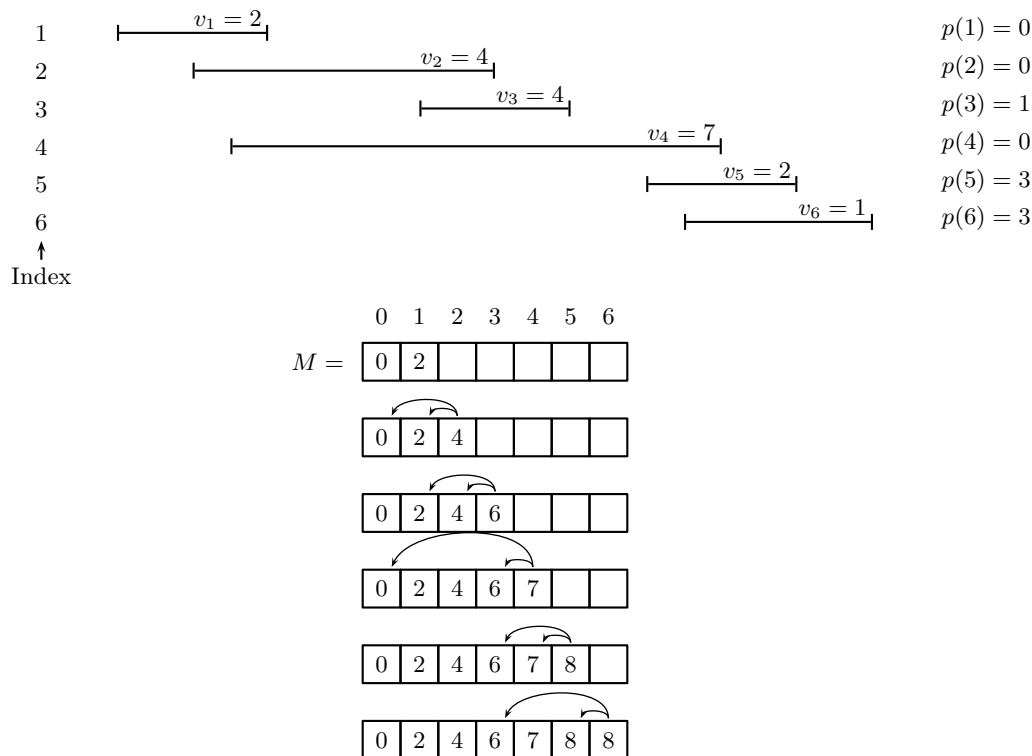 1 v₁ = 2 p(1) = 0
2 v₂ = 4 p(2) = 0
3 v₃ = 4 p(3) = 1
4 v₄ = 7 p(4) = 0
5 v₅ = 2 p(5) = 3
6 v₆ = 1 p(6) = 3
Index
0 1 2 3 4 5 6
M = 0 2
0 2 4
0 2 4 6
0 2 4 6 7
0 2 4 6 7 8
0 2 4 6 7 8 8